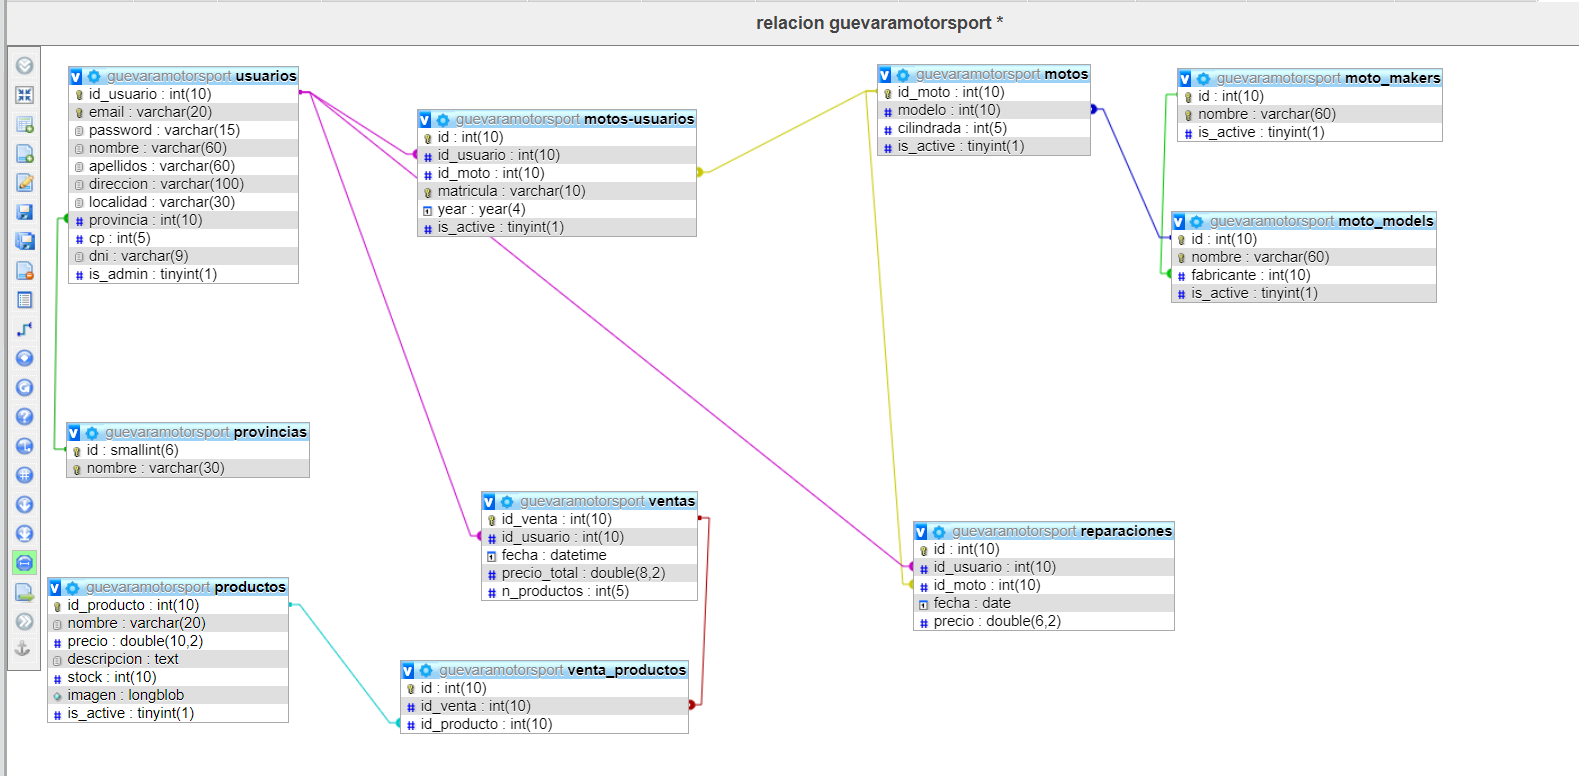 relacion guevaramotorsport *
guevaramotorsport usuarios
id_usuario : int(10)
email : varchar(20)
password : varchar(15)
nombre : varchar(60)
apellidos : varchar(60)
direccion : varchar(100)
localidad : varchar(30)
provincia : int(10)
cp : int(5)
dni : varchar(9)
is_admin : tinyint(1)
guevaramotorsport motos-usuarios
id : int(10)
id_usuario : int(10)
id_moto : int(10)
matricula : varchar(10)
year : year(4)
is_active : tinyint(1)
guevaramotorsport motos
id_moto : int(10)
modelo : int(10)
cilindrada : int(5)
is_active : tinyint(1)
guevaramotorsport moto_makers
id : int(10)
nombre : varchar(60)
is_active : tinyint(1)
guevaramotorsport moto_models
id : int(10)
nombre : varchar(60)
fabricante : int(10)
is_active : tinyint(1)
guevaramotorsport provincias
id : smallint(6)
nombre : varchar(30)
guevaramotorsport ventas
id_venta : int(10)
id_usuario : int(10)
fecha : datetime
precio_total : double(8,2)
n_productos : int(5)
guevaramotorsport reparaciones
id : int(10)
id_usuario : int(10)
id_moto : int(10)
fecha : date
precio : double(6,2)
guevaramotorsport productos
id_producto : int(10)
nombre : varchar(20)
precio : double(10,2)
descripcion : text
stock : int(10)
imagen : longblob
is_active : tinyint(1)
guevaramotorsport venta_productos
id : int(10)
id_venta : int(10)
id_producto : int(10)